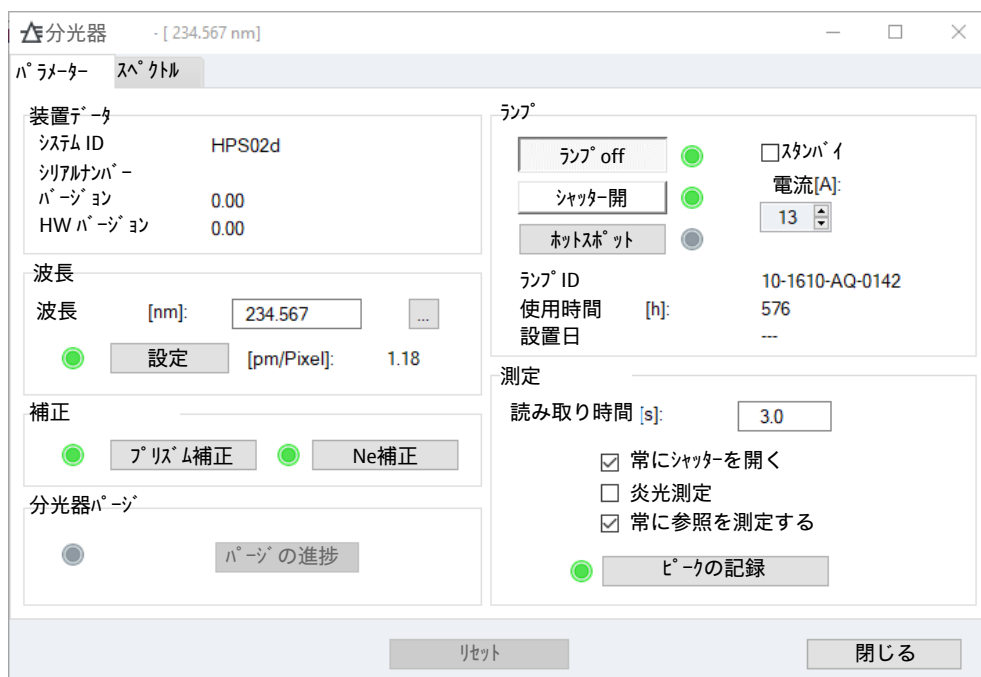 分光器 - [ 234.567 nm]
ﾊﾟﾗﾒｰﾀｰ ｽﾍﾟｸﾄﾙ
装置ﾃﾞｰﾀ
ｼｽﾃﾑ ID HPS02d
ｼﾘｱﾙﾅﾝﾊﾞｰ
ﾊﾞｰｼﾞｮﾝ 0.00
HW ﾊﾞｰｼﾞｮﾝ 0.00
波長
波長 [nm]: 234.567 ...
設定 [pm/Pixel]: 1.18
補正
ﾌﾟﾘｽﾞﾑ補正 Ne補正
分光器ﾊﾟｰｼﾞ
ﾊﾟｰｼﾞの進捗
ﾗﾝﾌﾟ
ﾗﾝﾌﾟ off ｽﾀﾝﾊﾞｲ
電流[A]:
ｼｬｯﾀｰ開 13
ﾎｯﾄｽﾎﾟｯﾄ
ﾗﾝﾌﾟ ID 10-1610-AQ-0142
使用時間 [h]: 576
設置日 ---
測定
読み取り時間 [s]: 3.0
常にｼｬｯﾀｰを開く
炎光測定
常に参照を測定する
ﾋﾟｰｸの記録
ﾘｾｯﾄ 閉じる